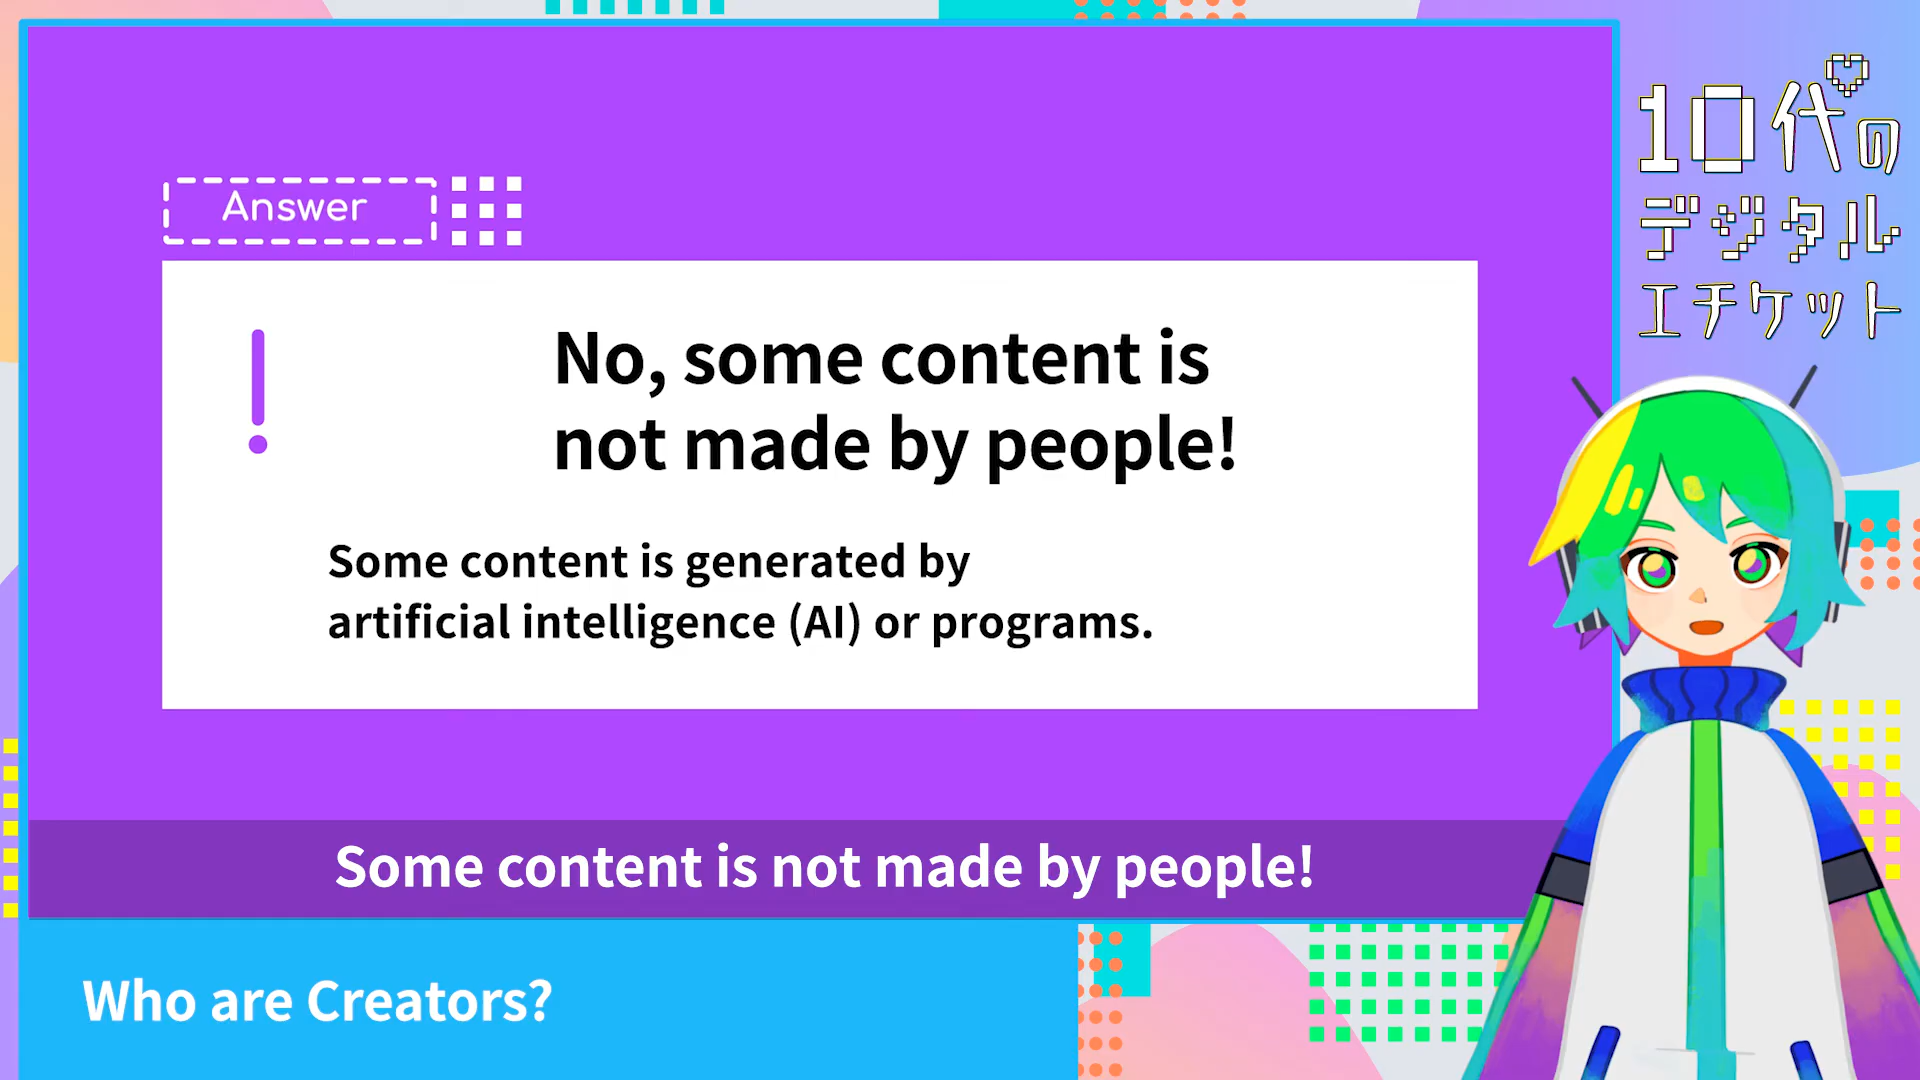 Answer
No, some content is
not made by people!
Some content is generated by
artificial intelligence (AI) or programs.
Some content is not made by people!
Who are Creators?
10代の
デジタル
エチケット